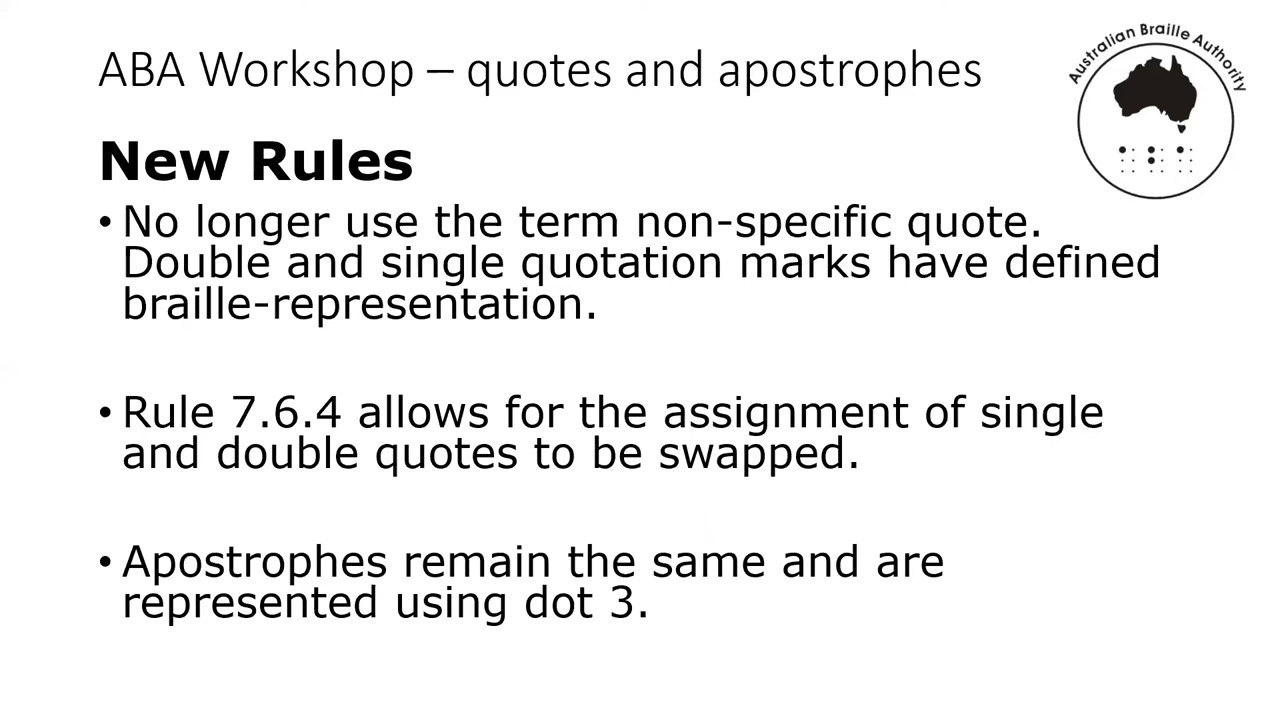 ABA Workshop – quotes and apostrophes
Australian Braille Authority
New Rules
• No longer use the term non-specific quote.
Double and single quotation marks have defined
braille-representation.
• Rule 7.6.4 allows for the assignment of single
and double quotes to be swapped.
• Apostrophes remain the same and are
represented using dot 3.